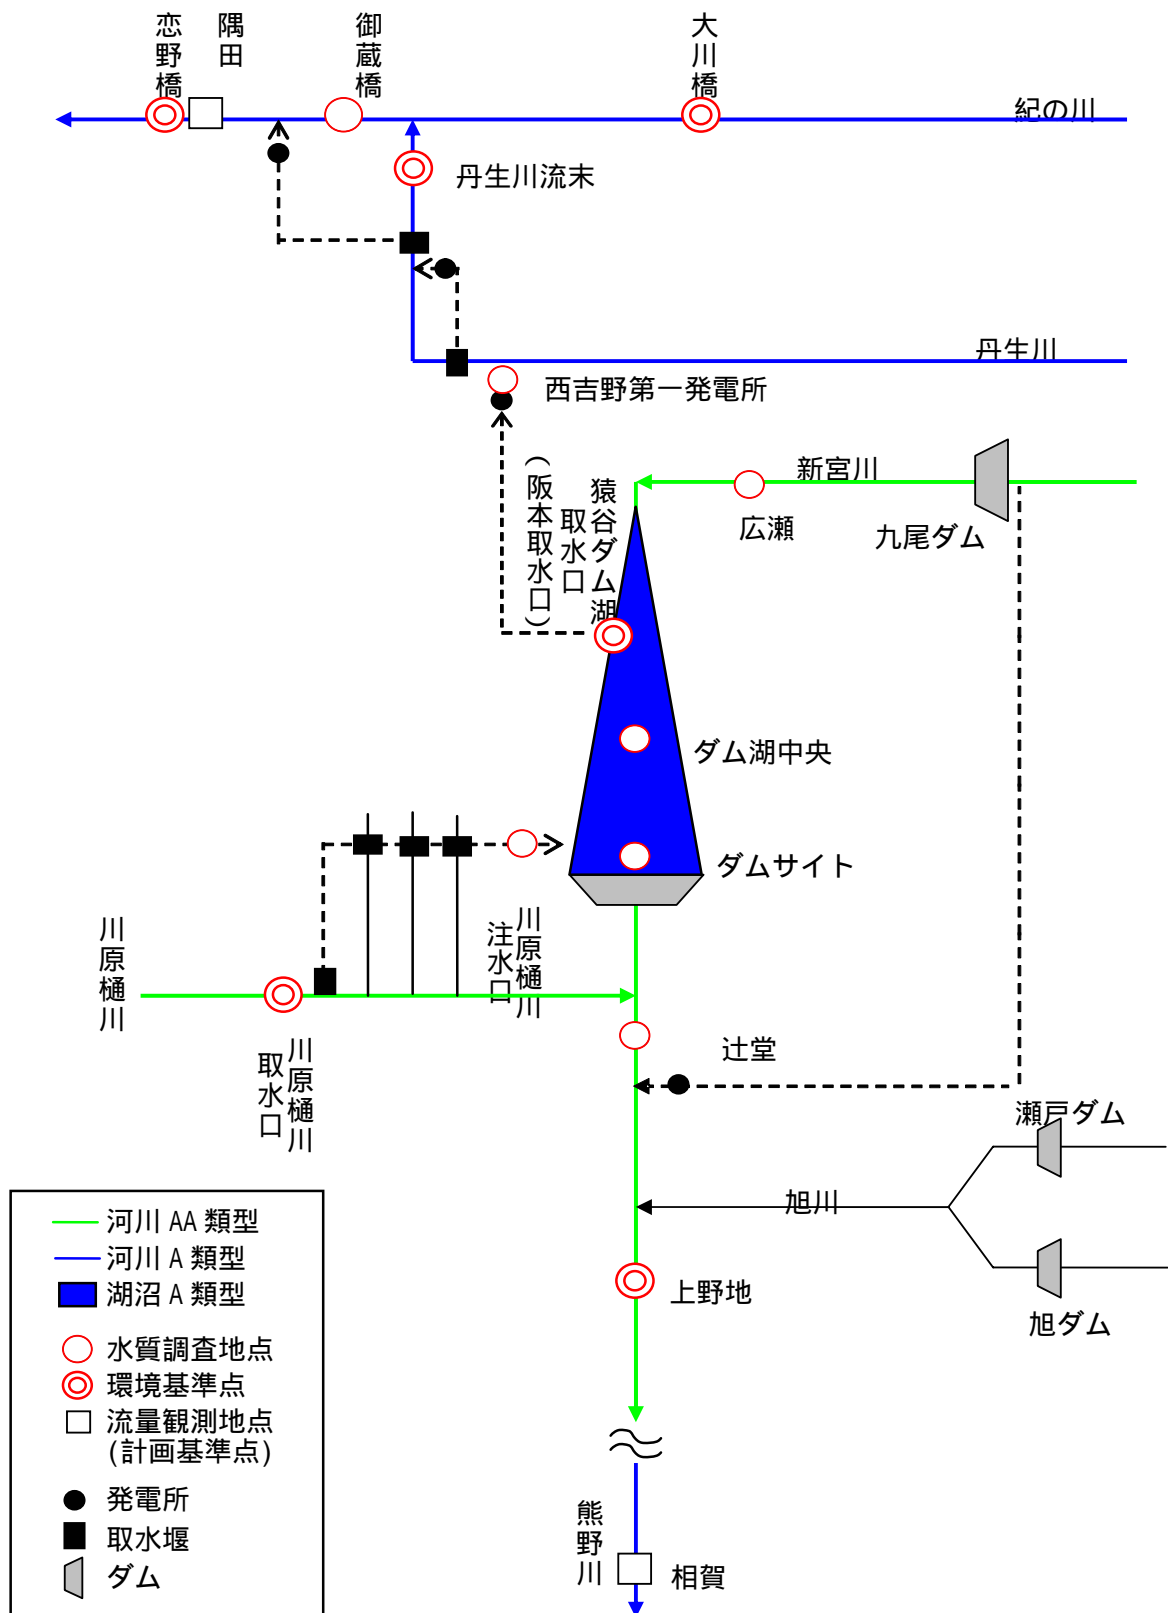 恋野橋
隅田
御蔵橋
大川橋
紀の川
丹生川流末
丹生川
西吉野第一発電所
新宮川
広瀬
九尾ダム
猿谷ダム湖
取水口
(阪本取水口)
ダム湖中央
ダムサイト
川原樋川
川原樋川
注水口
川原樋川
取水口
辻堂
瀬戸ダム
旭川
旭ダム
上野地
熊野川
相賀
河川 AA 類型
河川 A 類型
湖沼 A 類型
水質調査地点
環境基準点
流量観測地点
(計画基準点)
発電所
取水堰
ダム